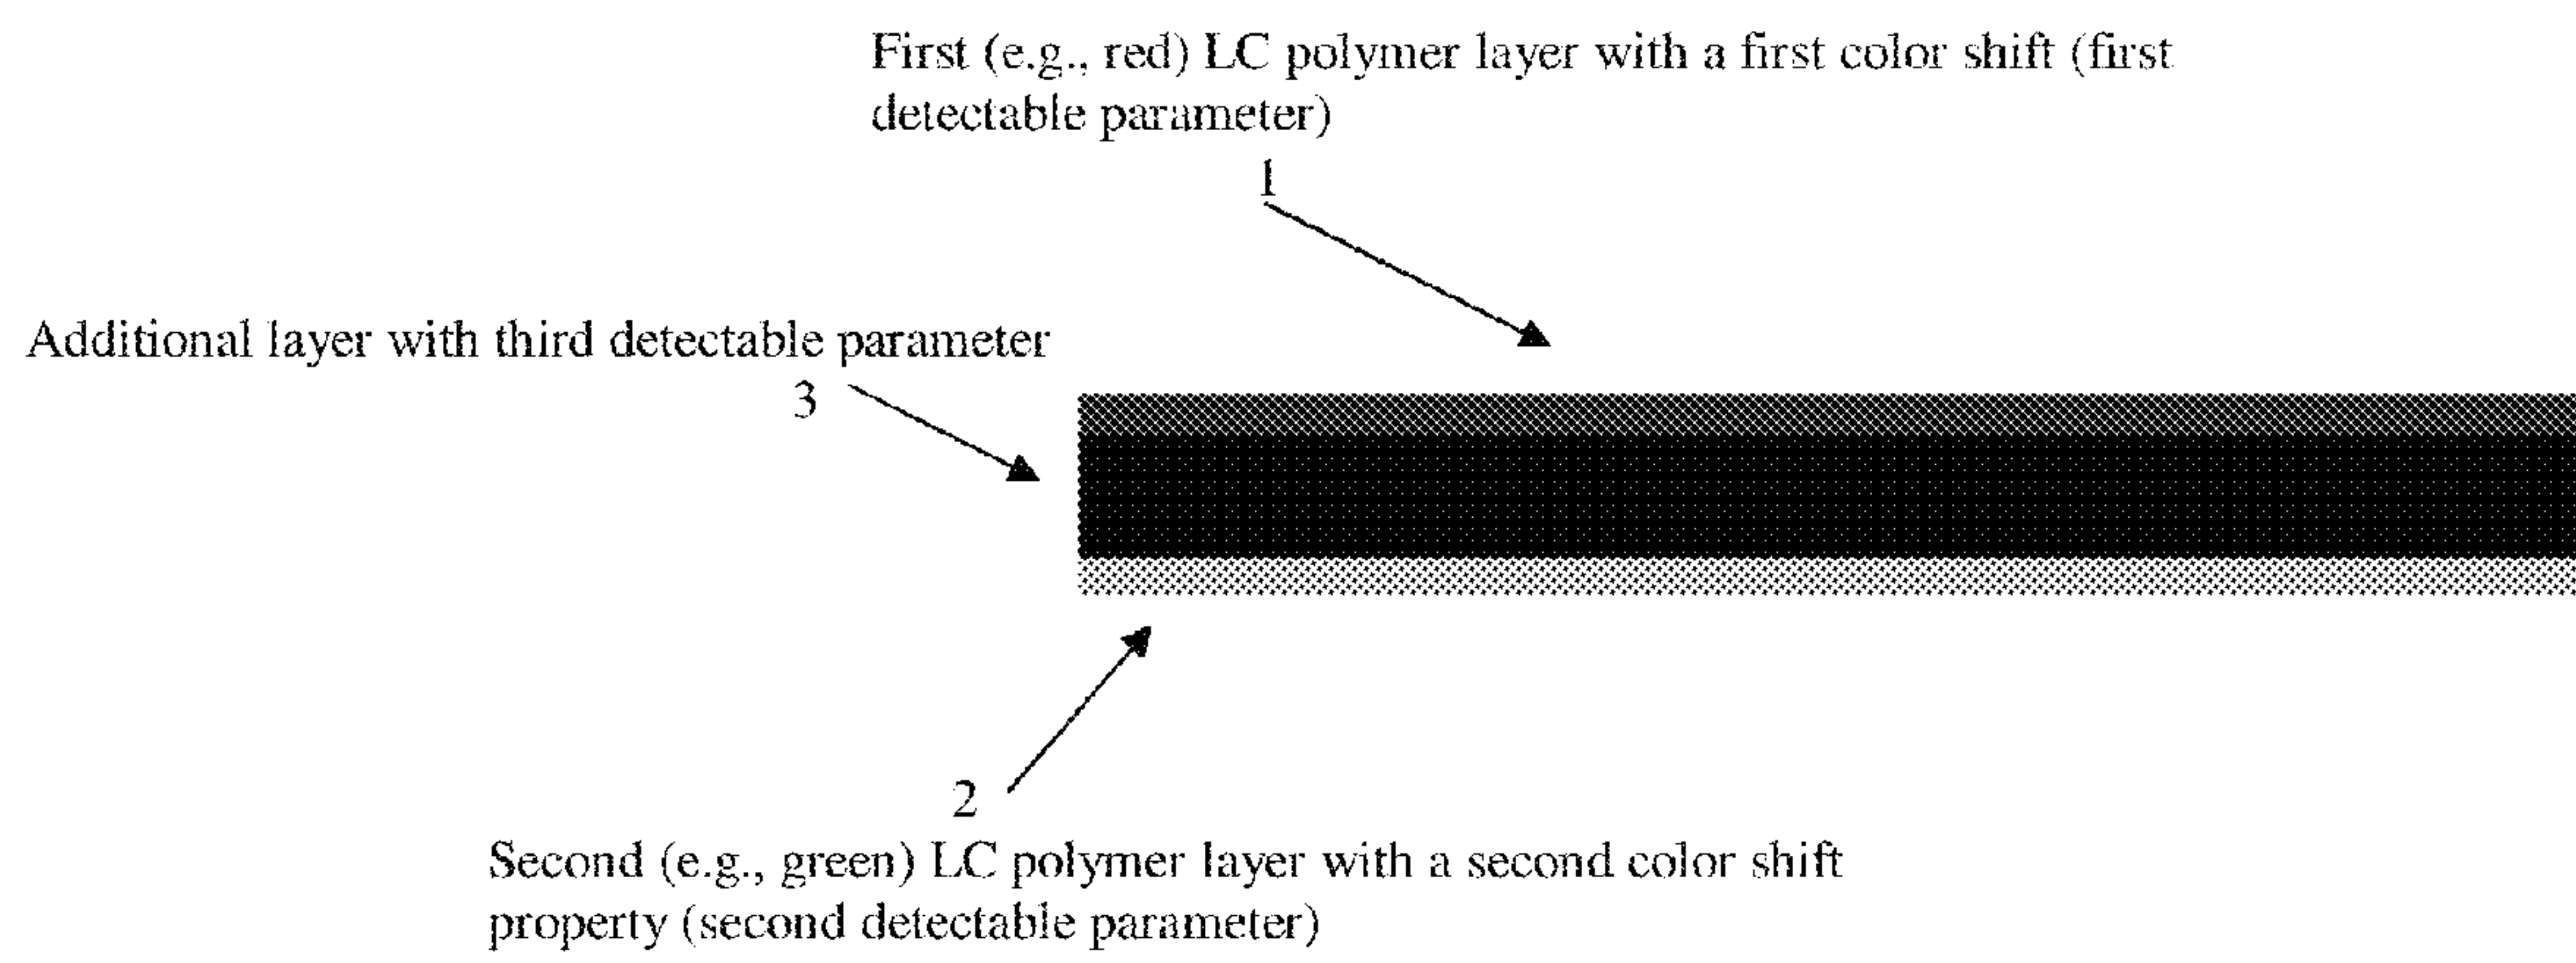 First (e.g., red) LC polymer layer with a first color shift (first
detectable parameter)
1
Additional layer with third detectable parameter
3
2
Second (e.g., green) LC polymer layer with a second color shift
property (second detectable parameter)